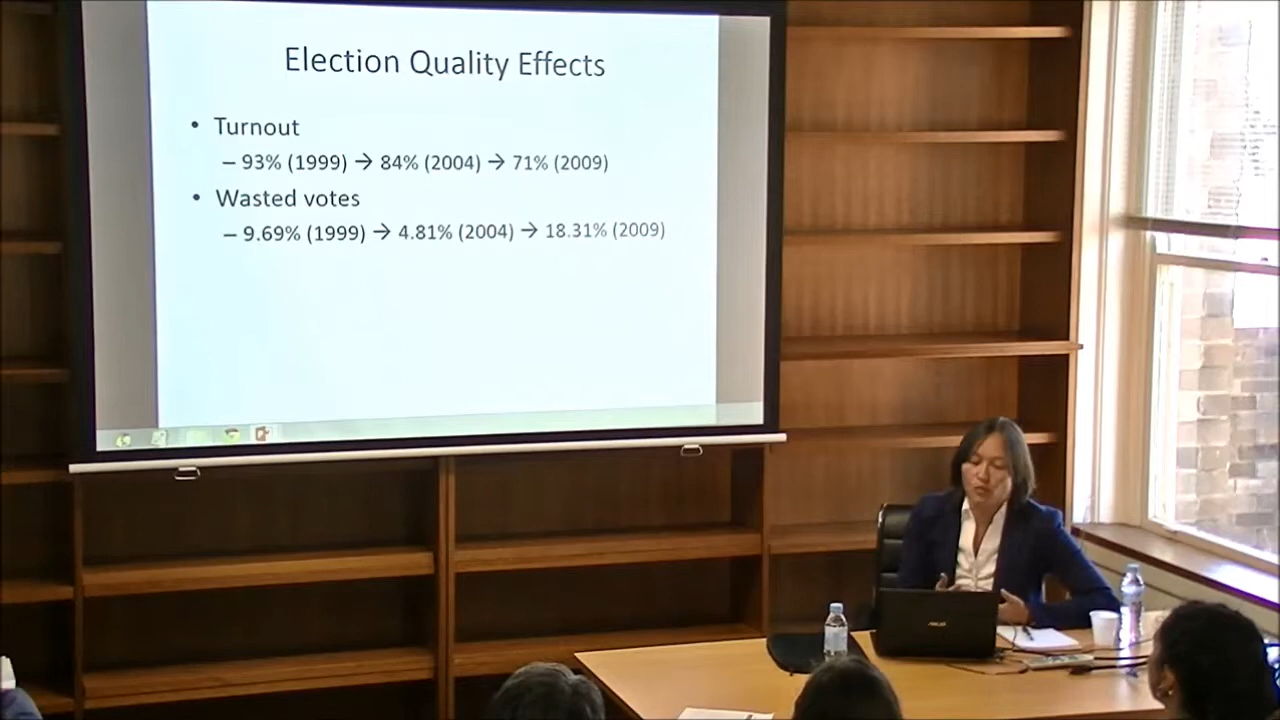 Election Quality Effects
• Turnout
– 93% (1999) → 84% (2004) → 71% (2009)
• Wasted votes
– 9.69% (1999) → 4.81% (2004) → 18.31% (2009)
ASUS